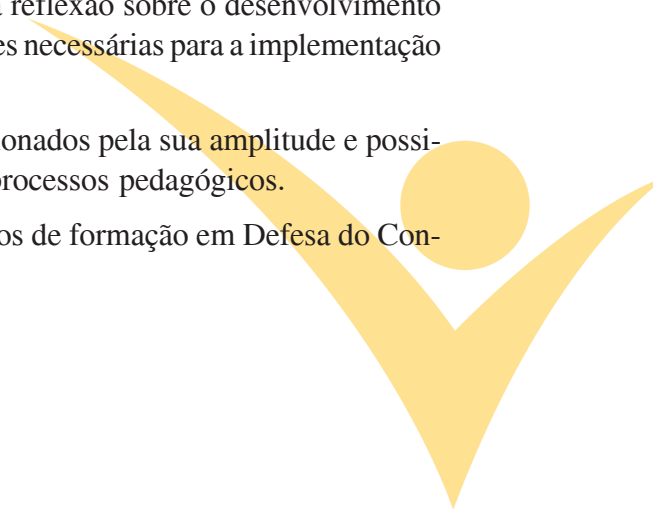 a reflexão sobre o desenvolvimento
es necessárias para a implementação
onados pela sua amplitude e possi-
processos pedagógicos.
os de formação em Defesa do Con-